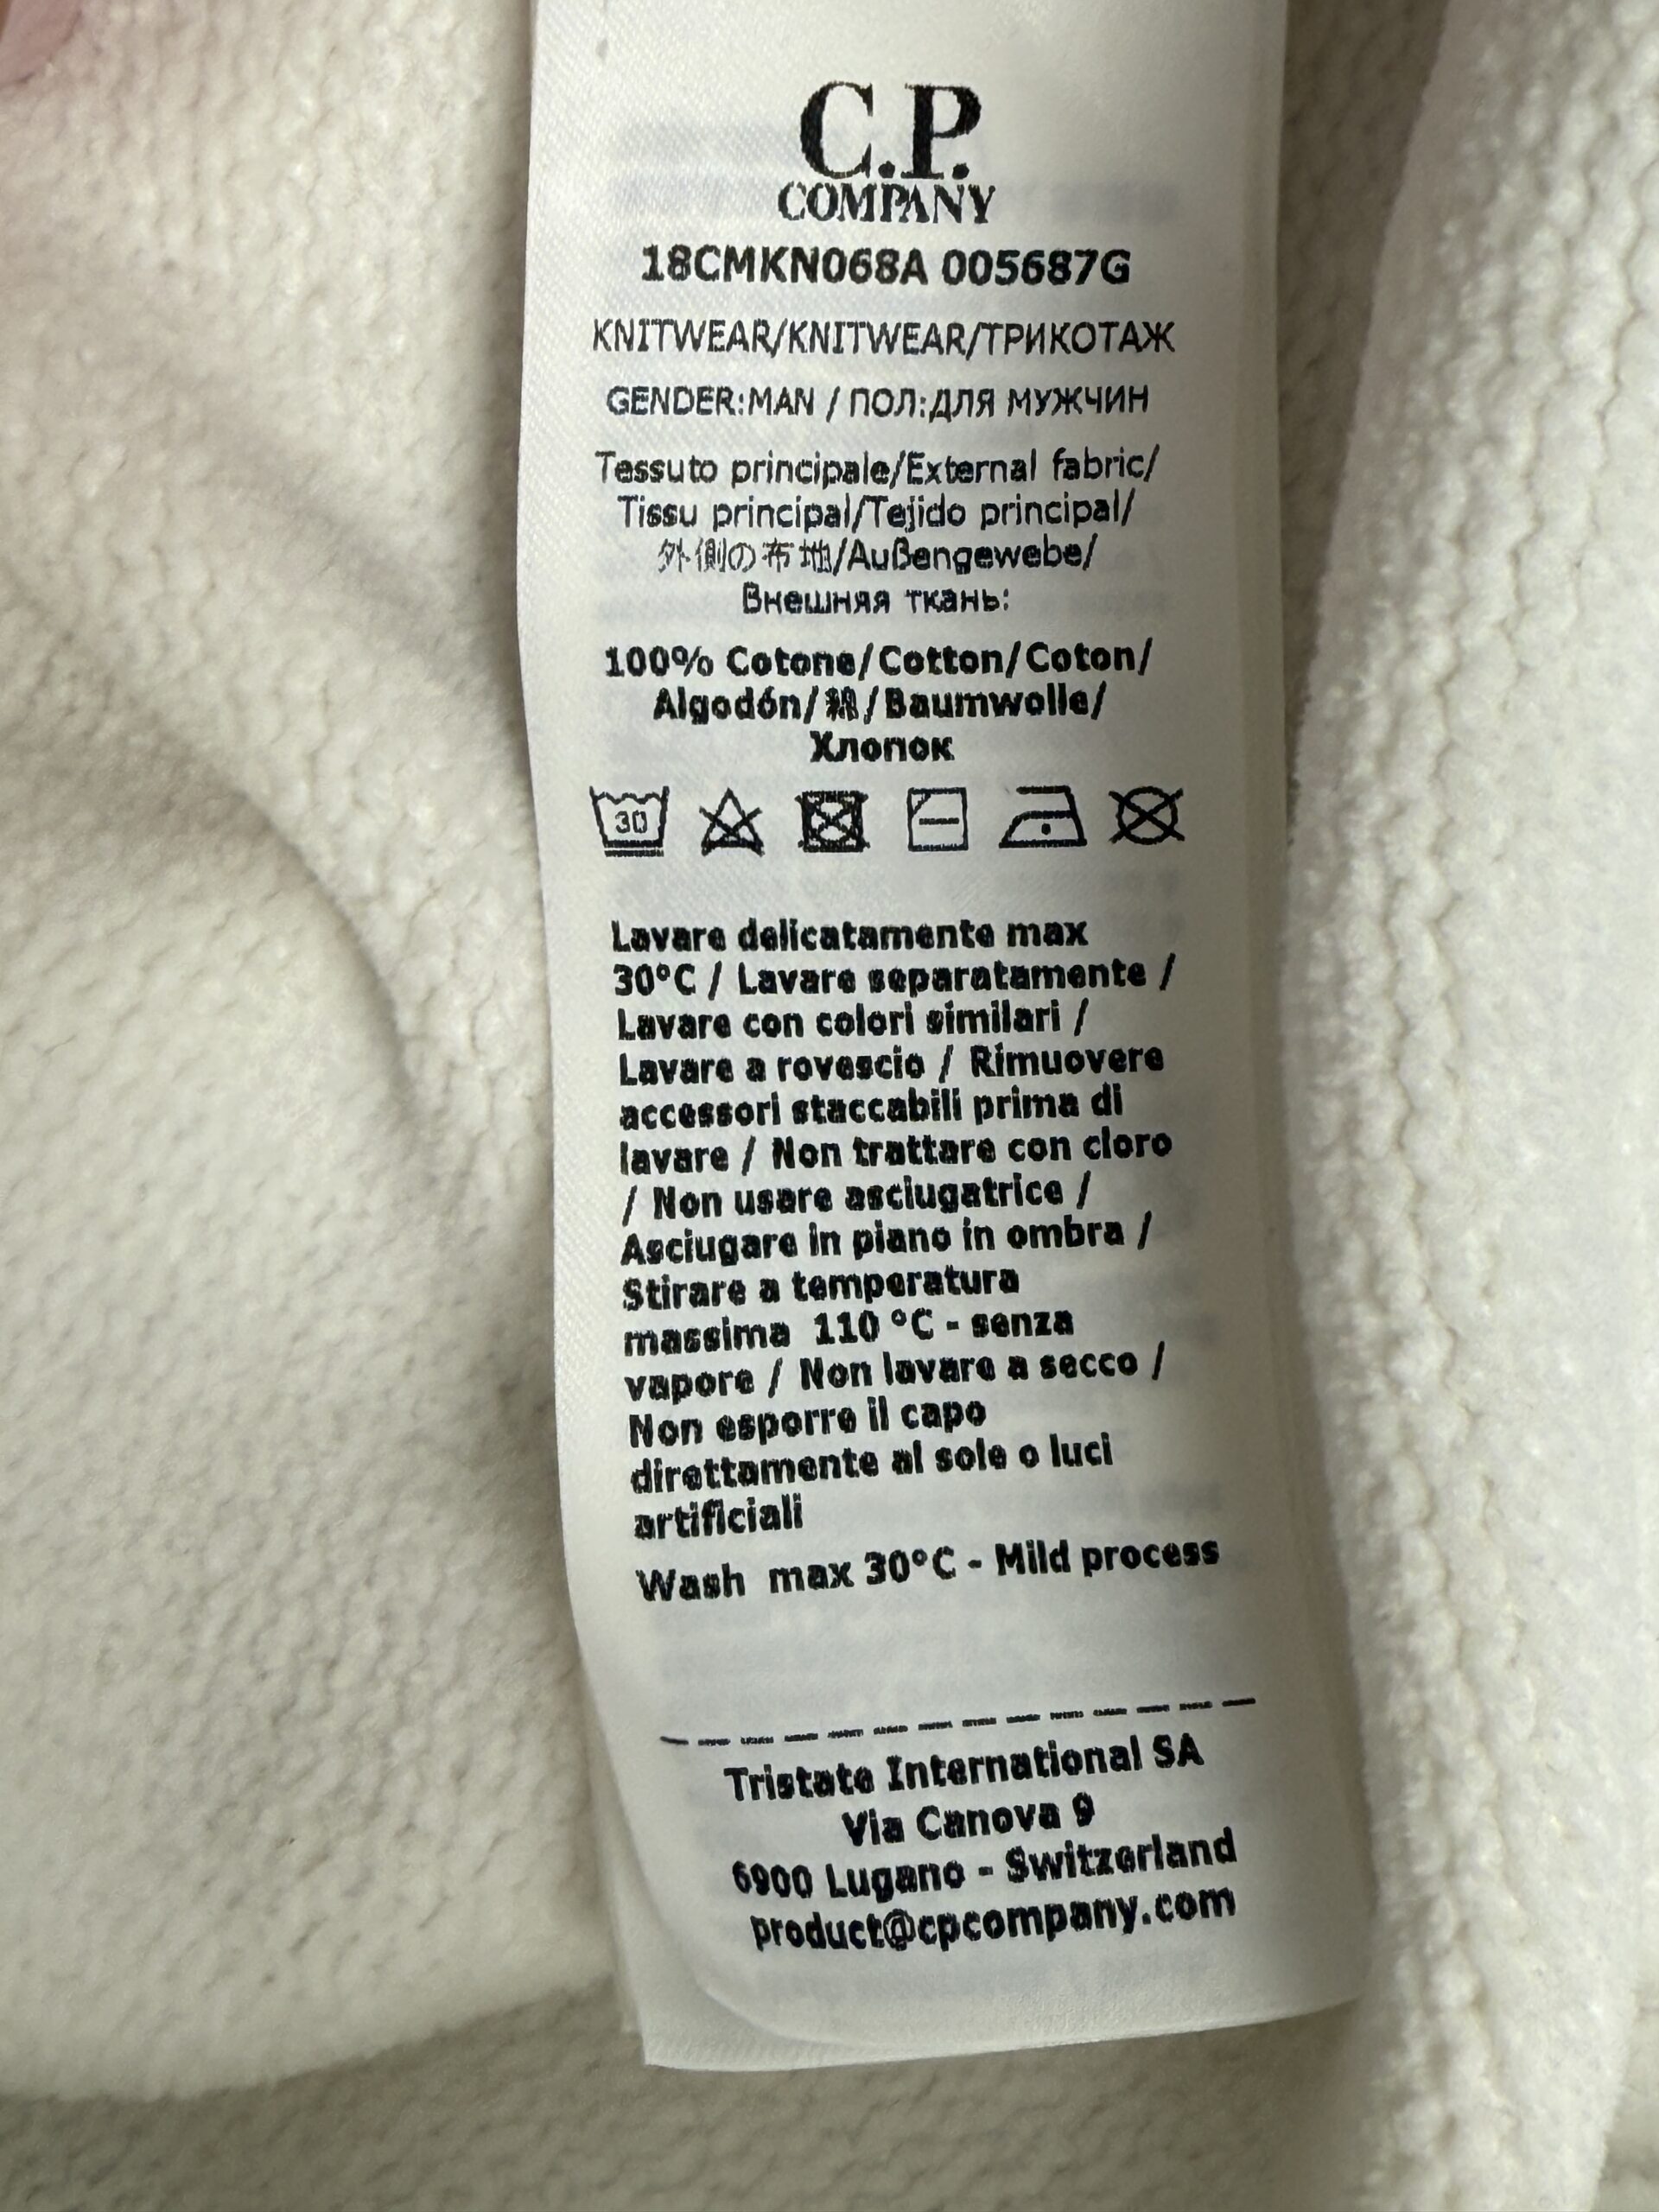 C.P.
COMPANY
18CMKN068A 005687G
KNITWEAR/KNITWEAR/ТРИКОТАЖ
GENDER:MAN / ПОЛ:ДЛЯ МУЖЧИН
Tessuto principale/External fabric/
Tissu principal/Tejido principal/
外側の布地/Außengewebe/
Внешняя ткань:
100% Cotone/Cotton/Coton/
Algodón/綿/Baumwolle/
Хлопок
30
Lavare delicatamente max
30°C / Lavare separatamente /
Lavare con colori similari /
Lavare a rovescio / Rimuovere
accessori staccabili prima di
lavare / Non trattare con cloro
/ Non usare asciugatrice /
Asciugare in piano in ombra /
Stirare a temperatura
massima 110 °C - senza
vapore / Non lavare a secco /
Non esporre il capo
direttamente al sole o luci
artificiali
Wash max 30°C - Mild process
Tristate International SA
Via Canova 9
6900 Lugano - Switzerland
product@cpcompany.com